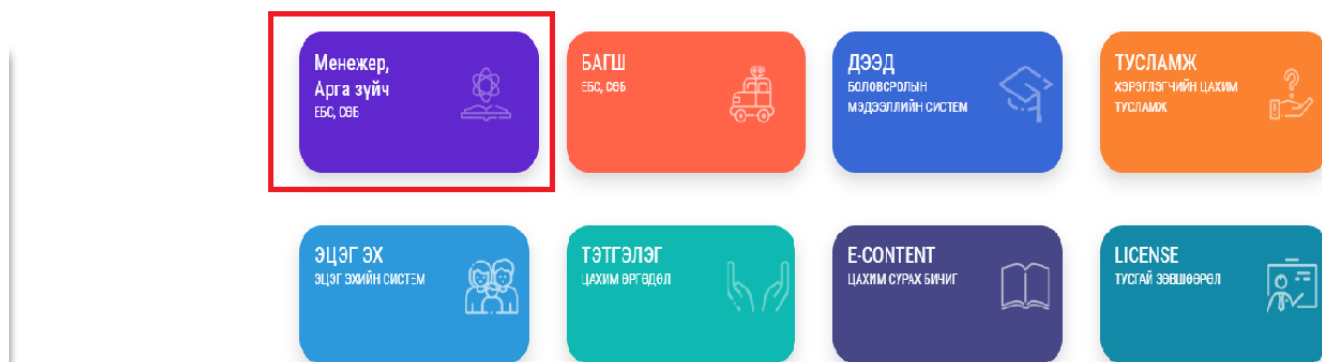 Менежер,
Арга зүйч
ЕБС, СӨБ
БАГШ
ЕБС, СӨБ
ДЭЭД
БОЛОВСРОЛЫН
МЭДЭЭЛЛИЙН СИСТЕМ
ТУСЛАМЖ
ХЭРЭГЛЭГЧИЙН ЦАХИМ
ТУСЛАМЖ
ЭЦЭГ ЭХ
ЭЦЭГ ЭХИЙН СИСТЕМ
ТЭТГЭЛЭГ
ЦАХИМ ӨРГӨДӨЛ
E-CONTENT
ЦАХИМ СУРАХ БИЧИГ
LICENSE
ТУСГАЙ ЗӨВШӨӨРӨЛ